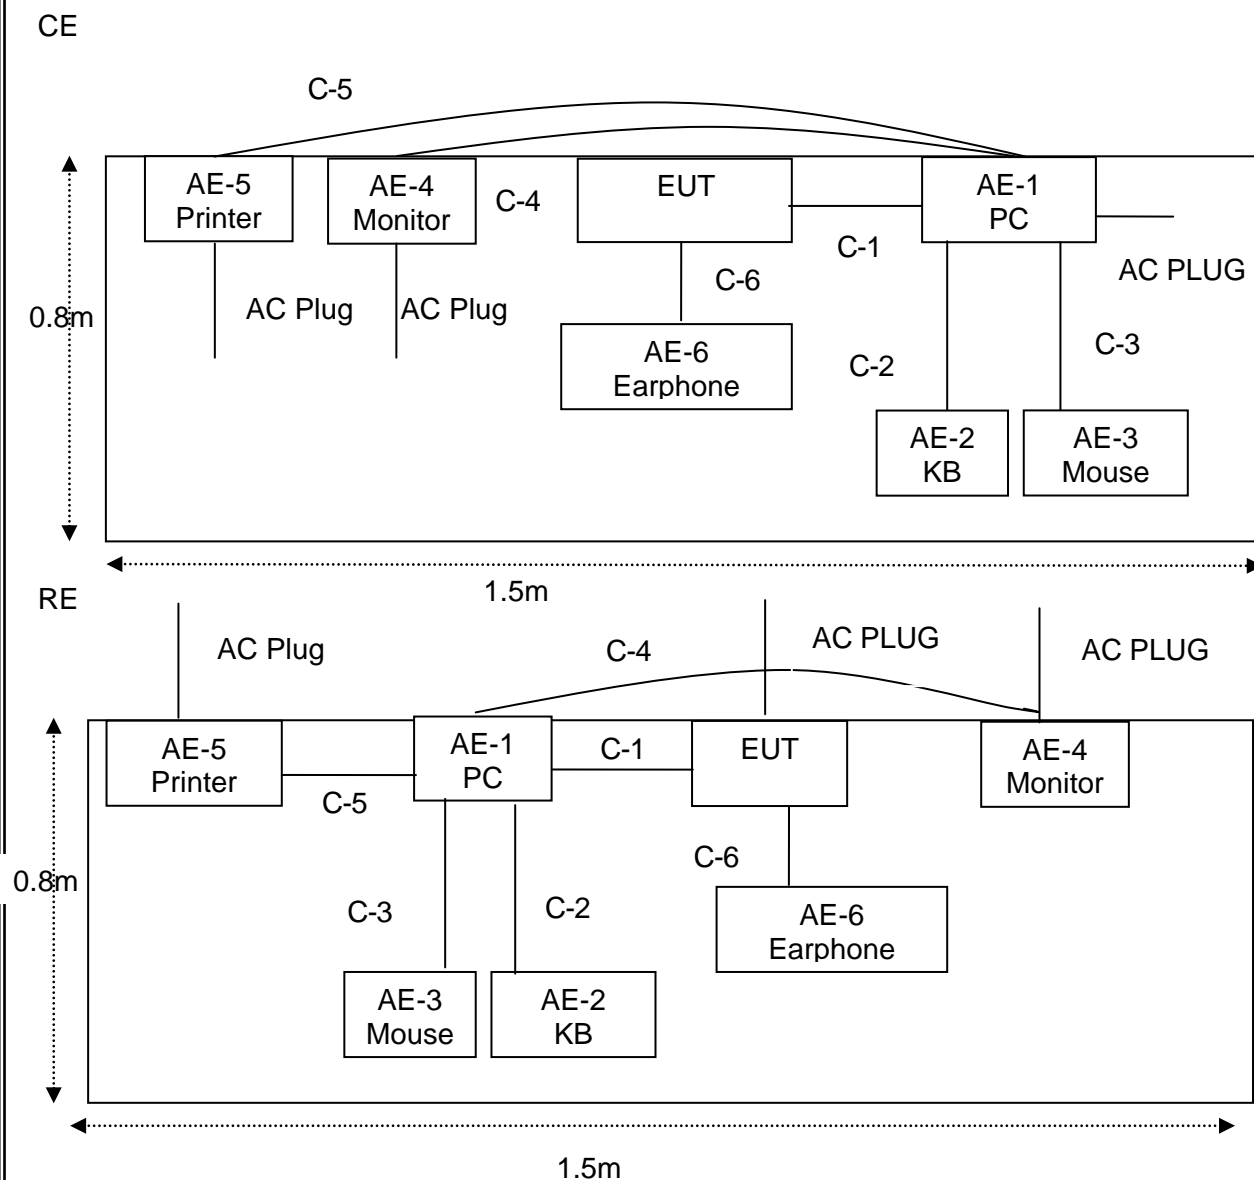 CE
C-5
AE-5
Printer
AE-4
Monitor
C-4
EUT
AE-1
PC
C-1
AC PLUG
C-6
AC Plug
AC Plug
0.8m
AE-6
Earphone
C-2
C-3
AE-2
KB
AE-3
Mouse
1.5m
RE
AC Plug
C-4
AC PLUG
AC PLUG
AE-5
Printer
AE-1
PC
C-1
EUT
AE-4
Monitor
C-5
C-6
0.8m
C-3
C-2
AE-6
Earphone
AE-3
Mouse
AE-2
KB
1.5m